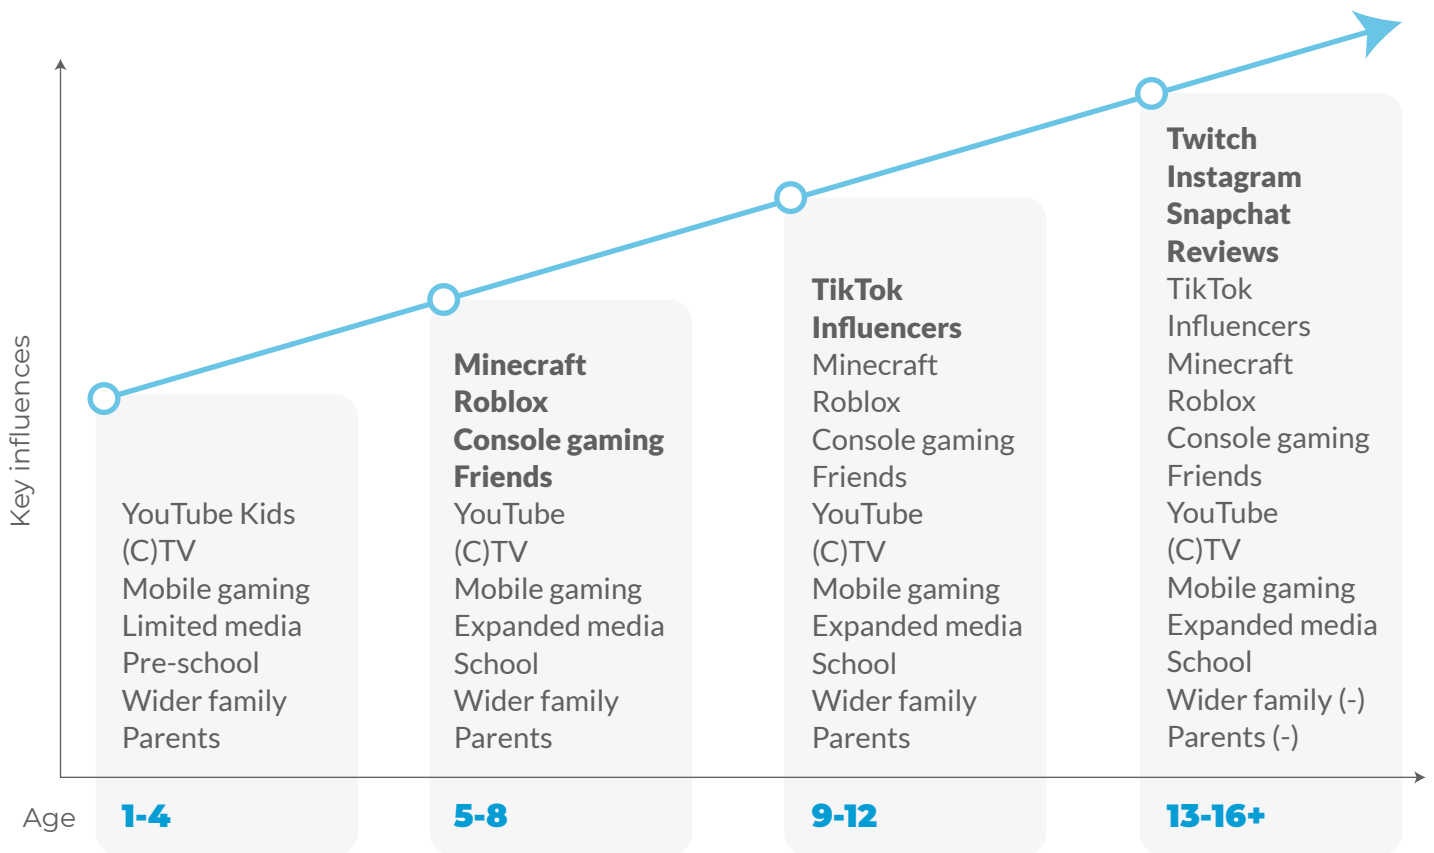 Key influences
YouTube Kids
(C)TV
Mobile gaming
Limited media
Pre-school
Wider family
Parents
Minecraft
Roblox
Console gaming
Friends
YouTube
(C)TV
Mobile gaming
Expanded media
School
Wider family
Parents
TikTok
Influencers
Minecraft
Roblox
Console gaming
Friends
YouTube
(C)TV
Mobile gaming
Expanded media
School
Wider family
Parents
Twitch
Instagram
Snapchat
Reviews
TikTok
Influencers
Minecraft
Roblox
Console gaming
Friends
YouTube
(C)TV
Mobile gaming
Expanded media
School
Wider family (-)
Parents (-)
Age
1-4
5-8
9-12
13-16+